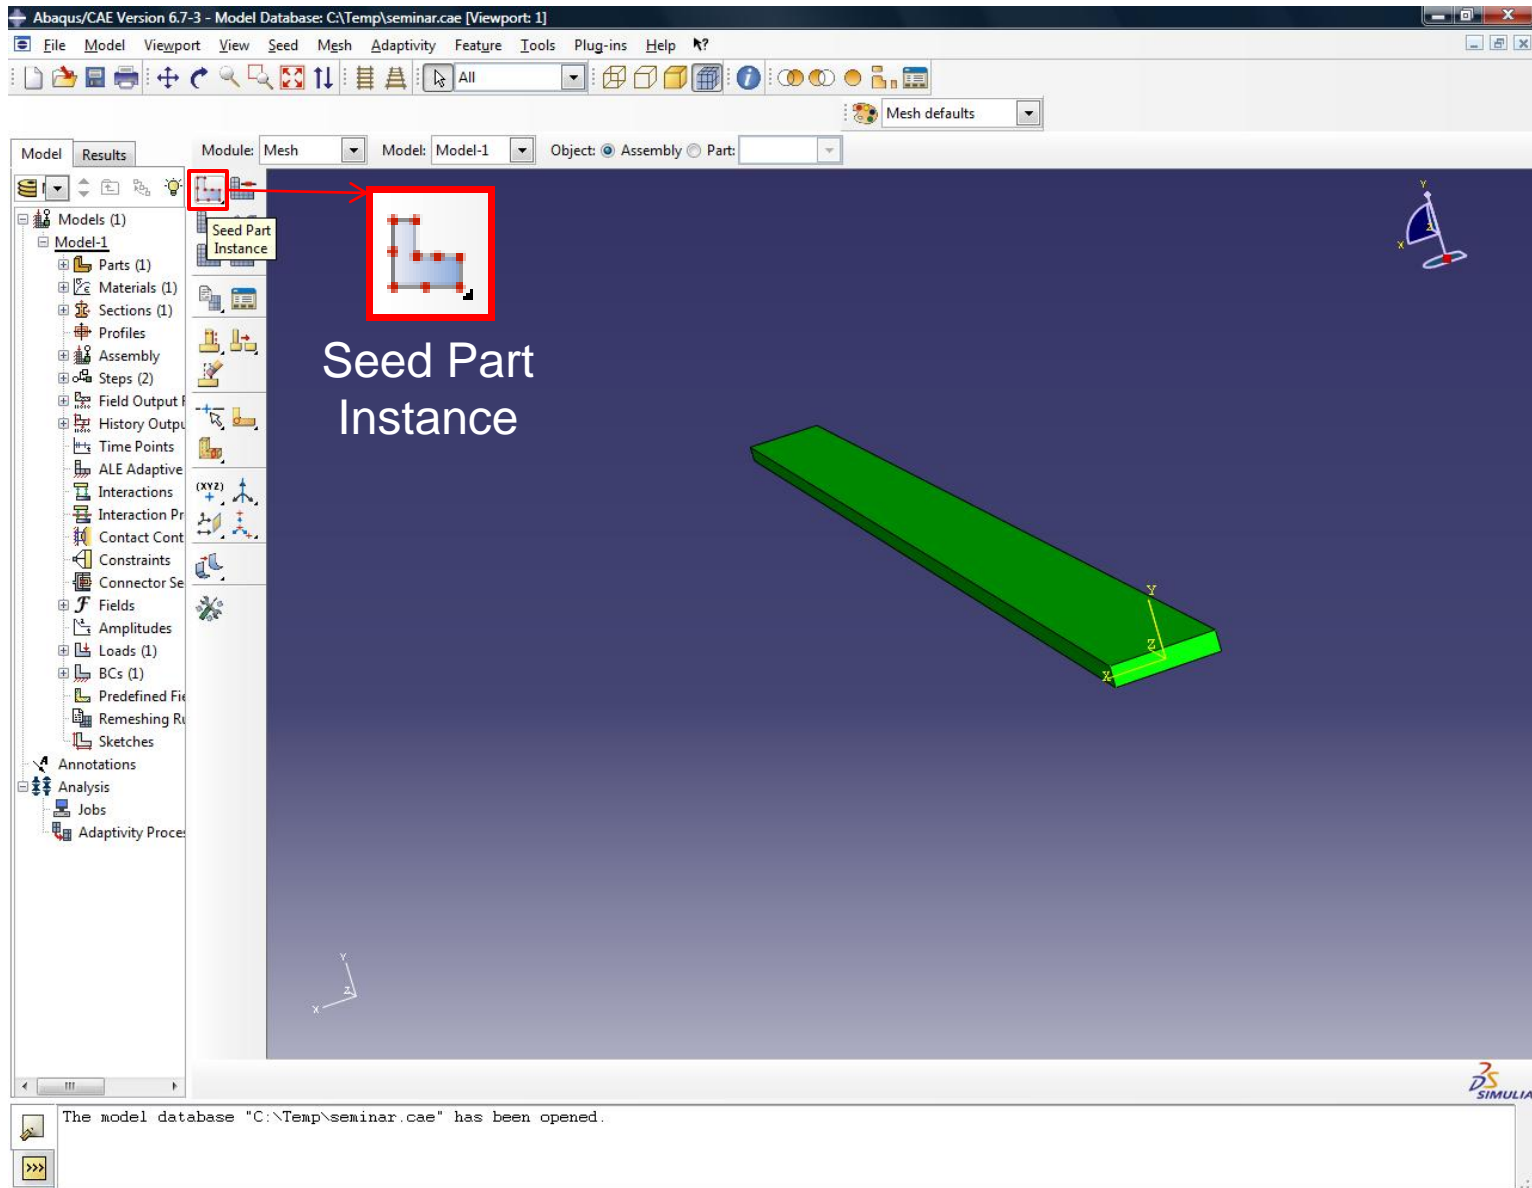 Abaqus/CAE Version 6.7-3 - Model Database: C:\Temp\seminar.cae [Viewport: 1]
File Model Viewport View Seed Mesh Adaptivity Feature Tools Plug-ins Help
All
Mesh defaults
Model Results
Module: Mesh Model: Model-1 Object: Assembly Part:
Seed Part
Instance
Models (1)
Model-1
Parts (1)
Materials (1)
Sections (1)
Profiles
Assembly
Steps (2)
Field Output
History Outpu
Time Points
ALE Adaptive
Interactions
Interaction Pr
Contact Cont
Constraints
Connector Se
Fields
Amplitudes
Loads (1)
BCs (1)
Predefined Fie
Remeshing Ru
Sketches
Annotations
Analysis
Jobs
Adaptivity Proces
(XYZ)
Seed Part
Instance
Y
Z
X
Y
Z
X
Y
Z
X
SIMULIA
The model database "C:\Temp\seminar.cae" has been opened.
>>>